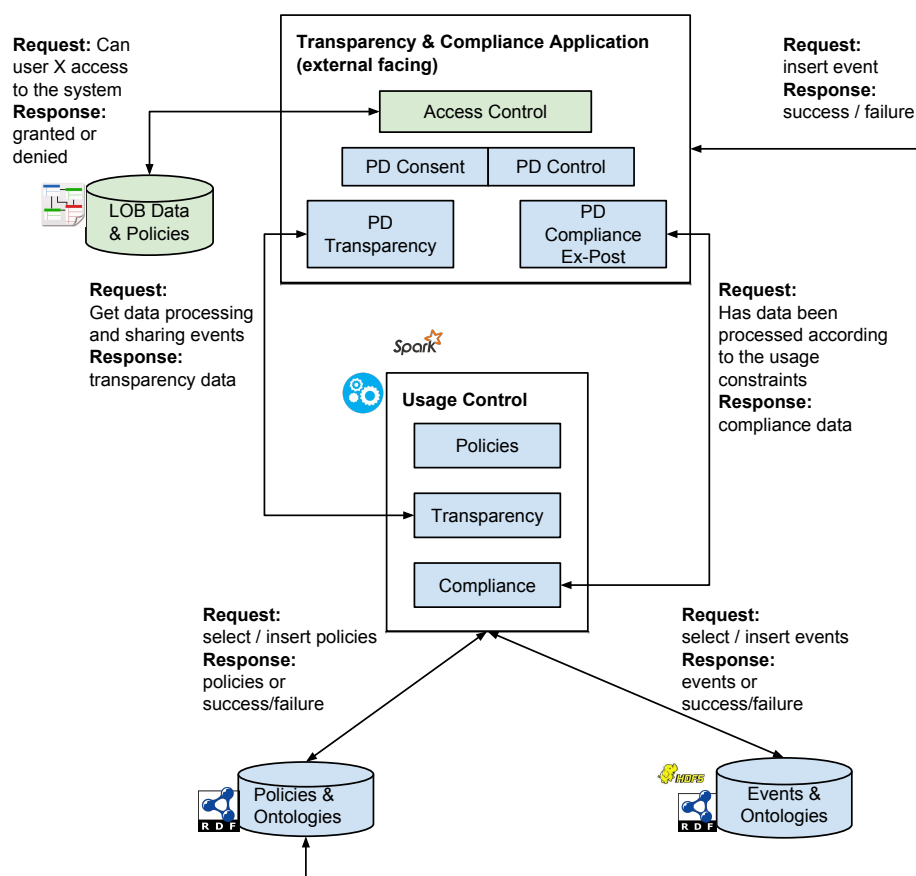 Request: Can
user X access
to the system
Response:
granted or
denied
Transparency & Compliance Application
(external facing)
Access Control
PD Consent
PD Control
PD
Transparency
PD
Compliance
Ex-Post
Request:
insert event
Response:
success / failure
LOB Data
& Policies
Request:
Get data processing
and sharing events
Response:
transparency data
Request:
Has data been
processed according
to the usage
constraints
Response:
compliance data
Spark
Usage Control
Policies
Transparency
Compliance
Request:
select / insert policies
Response:
policies or
success/failure
Request:
select / insert events
Response:
events or
success/failure
Policies &
Ontologies
RDF
HDFS
Events &
Ontologies
RDF